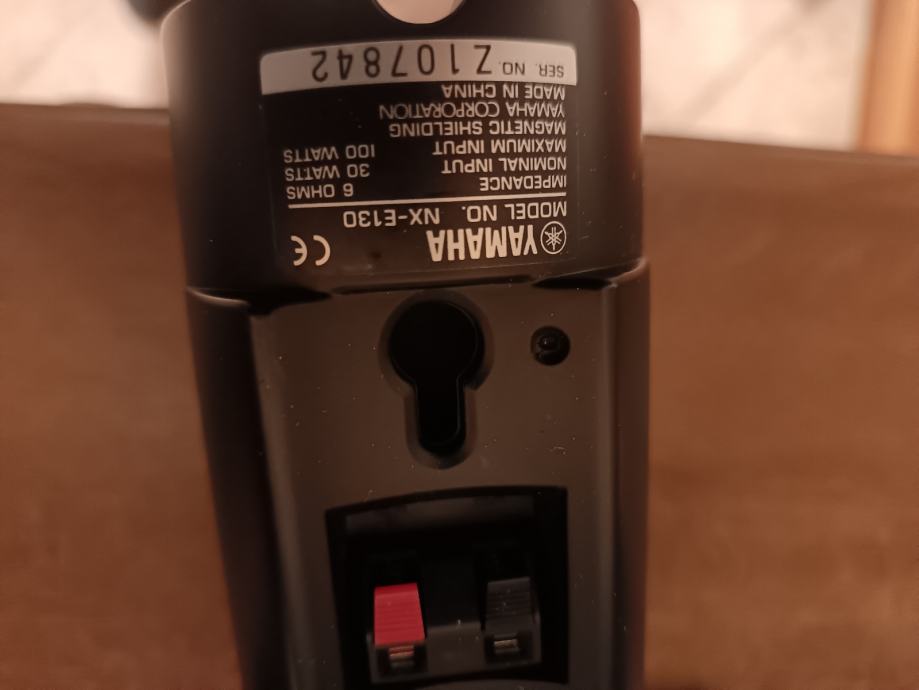 YAMAHA CE
MODEL NO. NX-E130
IMPEDANCE 6 OHMS
NOMINAL INPUT 30 WATTS
MAXIMUM INPUT 100 WATTS
MAGNETIC SHIELDING
YAMAHA CORPORATION
MADE IN CHINA
SER. NO. Z107842